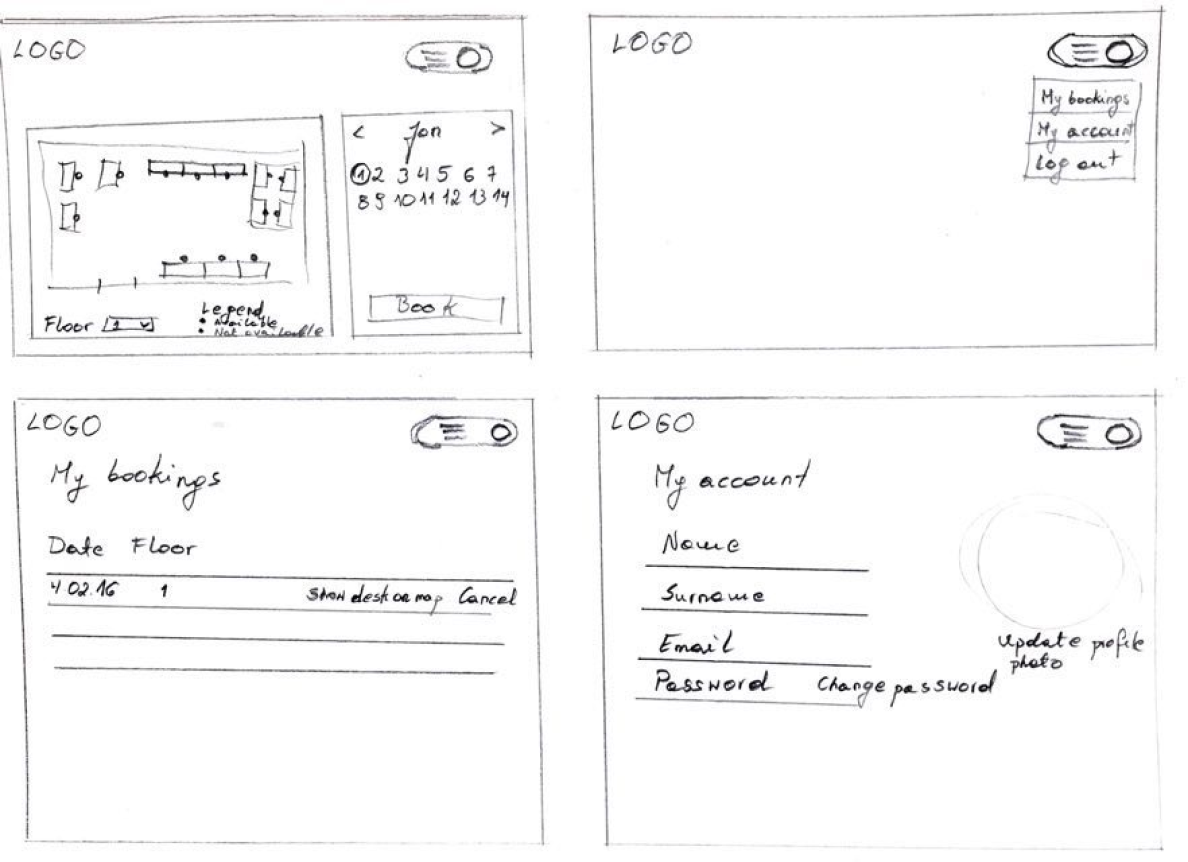 LOGO
< Jan >
1 2 3 4 5 6 7
8 9 10 11 12 13 14
Book
Floor 1
Legend
• Available
• Not available
LOGO
My bookings
My account
Log out
LOGO
My bookings
Date Floor
4 02.16 1 Show desk on map Cancel
LOGO
My account
Name
Surname
Email
Password Change password
Update profile
photo